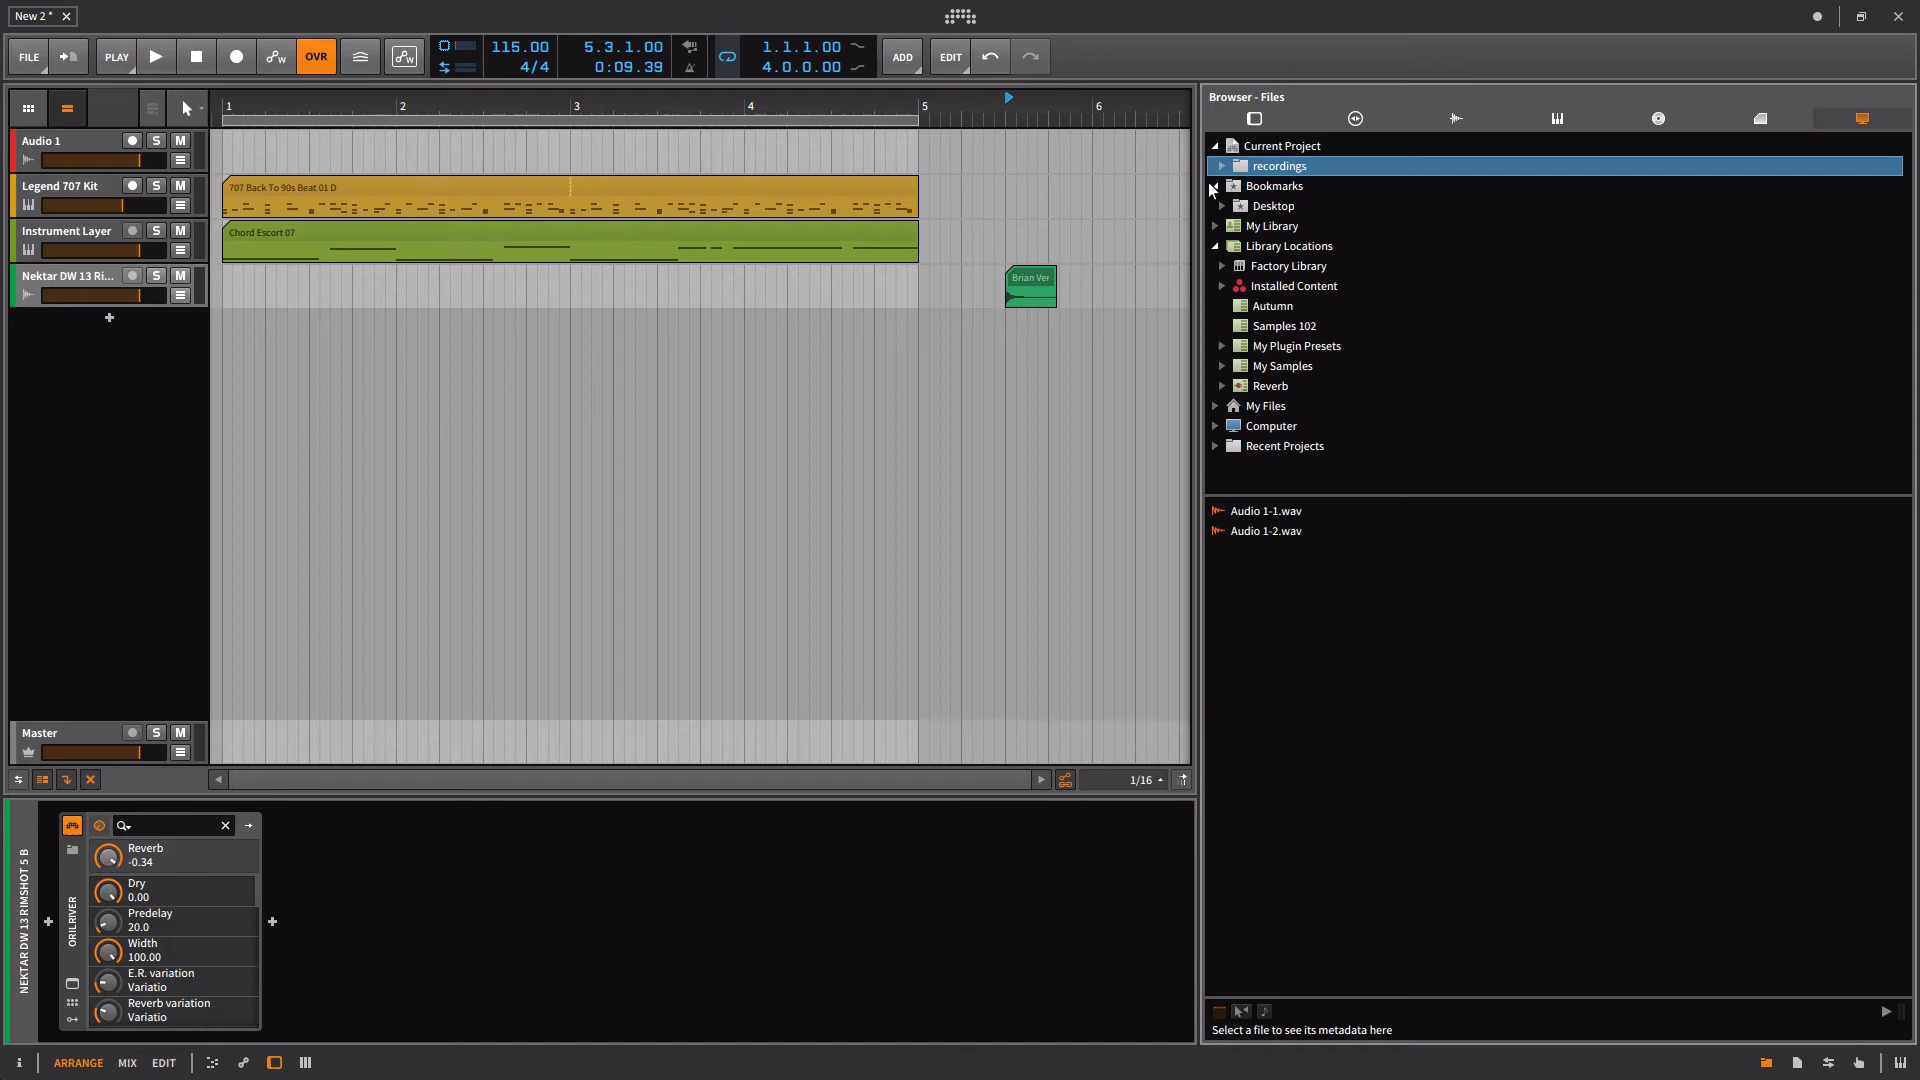 New 2 *
FILE
PLAY
OVR
115.00
4/4
5.3.1.00
0:09.39
1.1.1.00
4.0.0.00
ADD
EDIT
1 2 3 4 5 6
Audio 1
S M
Legend 707 Kit
S M
707 Back To 90s Beat 01 D
Instrument Layer
S M
Chord Escort 07
Nektar DW 13 Ri...
S M
Brian Ver
Master
S M
1/16
NEKTAR DW 13 RIMSHOT 5 B
ORILRIVER
Reverb
-0.34
Dry
0.00
Predelay
20.0
Width
100.00
E.R. variation
Variatio
Reverb variation
Variatio
Browser - Files
Current Project
recordings
Bookmarks
Desktop
My Library
Library Locations
Factory Library
Installed Content
Autumn
Samples 102
My Plugin Presets
My Samples
Reverb
My Files
Computer
Recent Projects
Audio 1-1.wav
Audio 1-2.wav
Select a file to see its metadata here
i
ARRANGE
MIX
EDIT